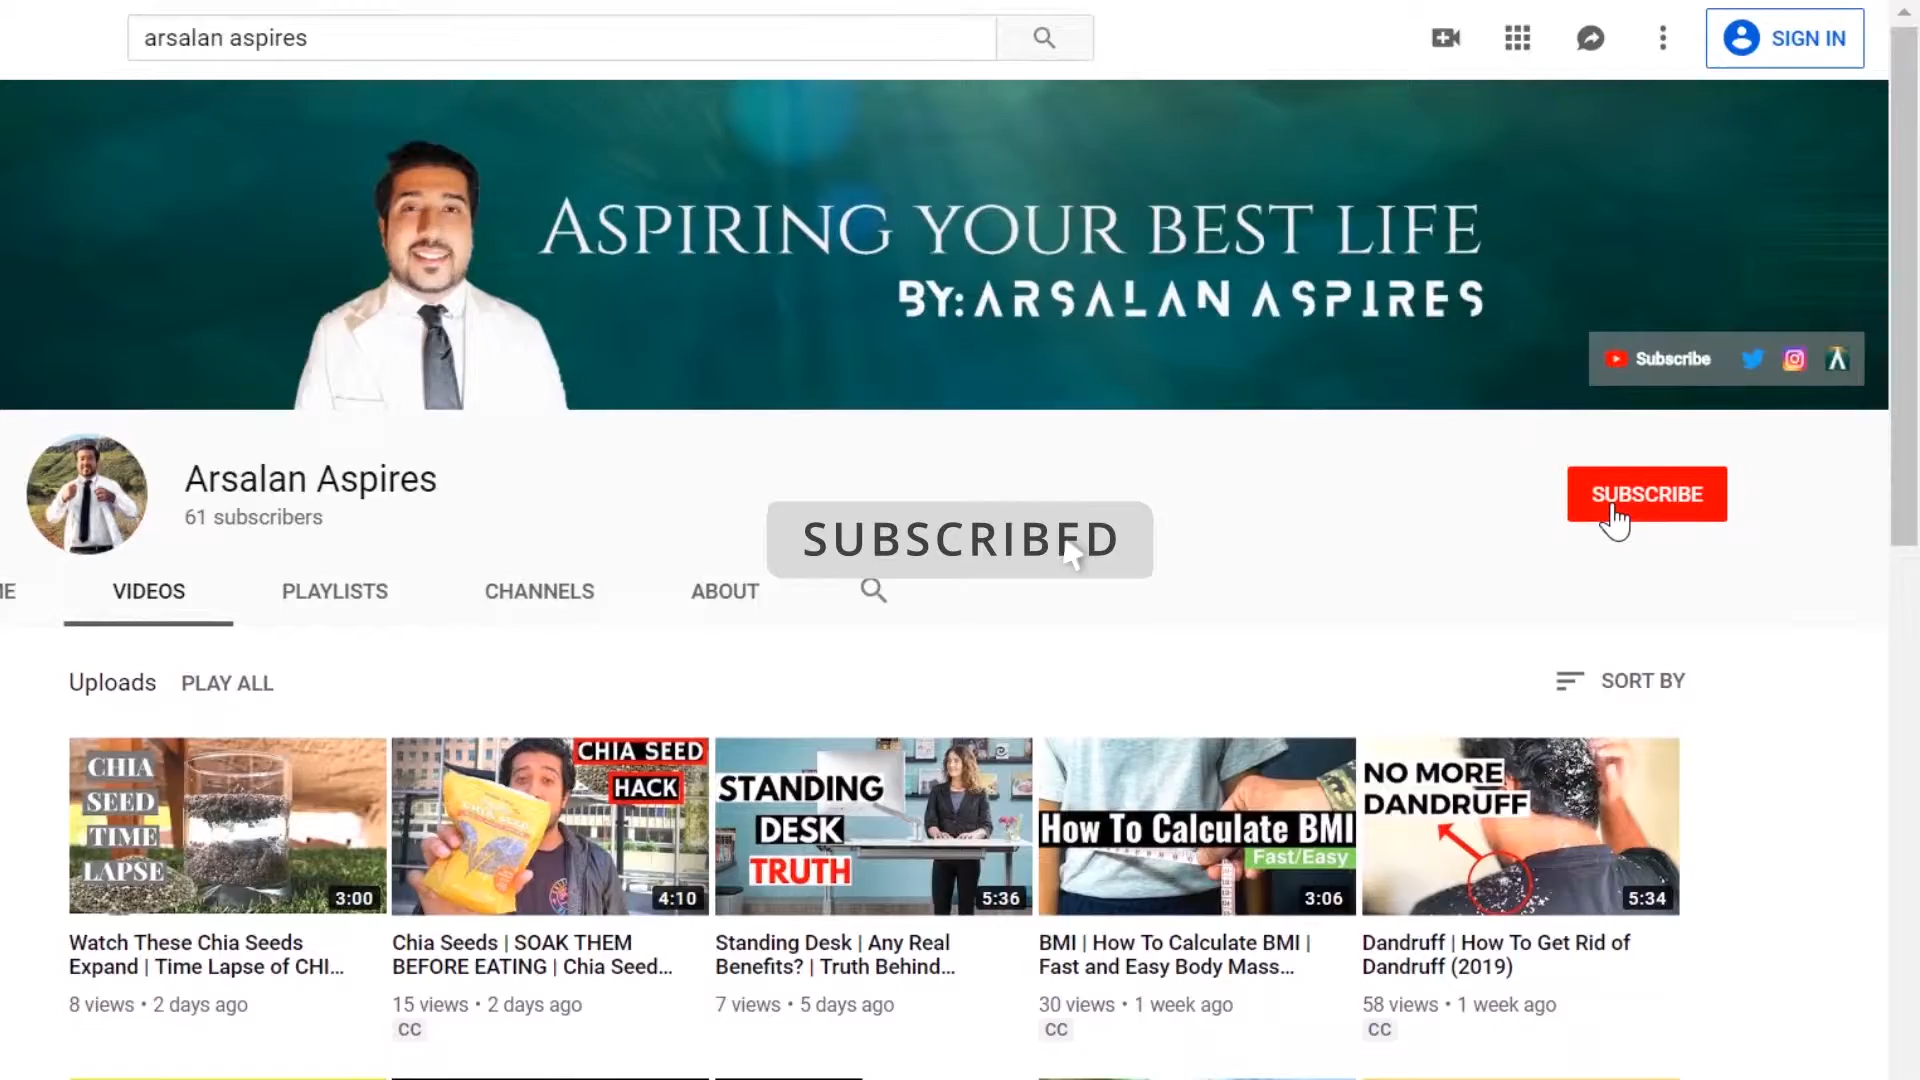 arsalan aspires
SIGN IN
ASPIRING YOUR BEST LIFE
BY: ARSALAN ASPIRES
Subscribe
Arsalan Aspires
61 subscribers
SUBSCRIBE
SUBSCRIBED
VIDEOS PLAYLISTS CHANNELS ABOUT
Uploads PLAY ALL
SORT BY
CHIA
SEED
TIME
LAPSE
3:00
CHIA SEED
HACK
CHIA SEED
4:10
STANDING
DESK
TRUTH
5:36
How To Calculate BMI
Fast/Easy
3:06
NO MORE
DANDRUFF
5:34
Watch These Chia Seeds
Expand | Time Lapse of CHI...
8 views • 2 days ago
Chia Seeds | SOAK THEM
BEFORE EATING | Chia Seed...
15 views • 2 days ago
CC
Standing Desk | Any Real
Benefits? | Truth Behind...
7 views • 5 days ago
BMI | How To Calculate BMI |
Fast and Easy Body Mass...
30 views • 1 week ago
CC
Dandruff | How To Get Rid of
Dandruff (2019)
58 views • 1 week ago
CC